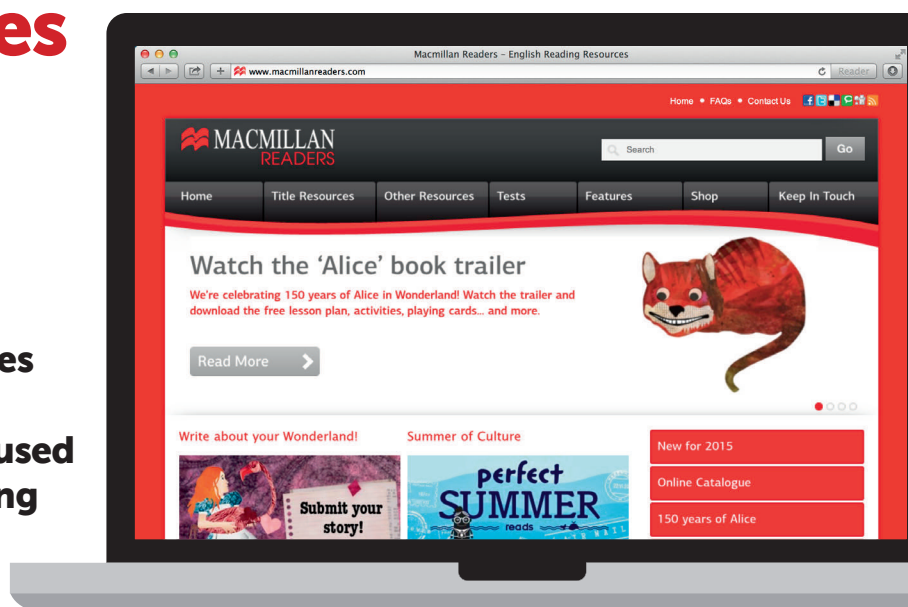 es
es
used
ng
Macmillan Readers – English Reading Resources
www.macmillanreaders.com
Reader
Home • FAQs • Contact Us
MACMILLAN
READERS
Search
Go
Home Title Resources Other Resources Tests Features Shop Keep In Touch
Watch the ‘Alice’ book trailer
We're celebrating 150 years of Alice in Wonderland! Watch the trailer and
download the free lesson plan, activities, playing cards... and more.
Read More
Write about your Wonderland!
Submit your
story!
Summer of Culture
perfect
SUMMER
reads
New for 2015
Online Catalogue
150 years of Alice